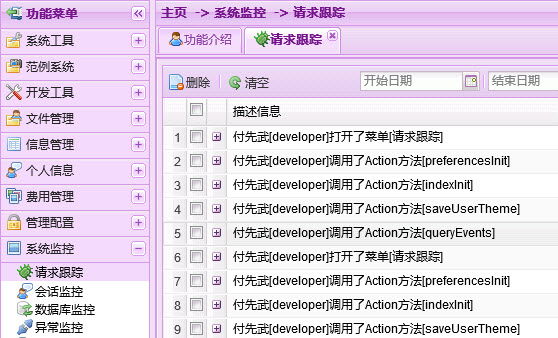 功能菜单
系统工具
范例系统
开发工具
文件管理
信息管理
个人信息
费用管理
管理配置
系统监控
请求跟踪
会话监控
数据库监控
异常监控
主页 -> 系统监控 -> 请求跟踪
功能介绍 请求跟踪
删除 清空 开始日期 结束日期
描述信息
1 付先武[developer]打开了菜单[请求跟踪]
2 付先武[developer]调用了Action方法[preferencesInit]
3 付先武[developer]调用了Action方法[indexInit]
4 付先武[developer]调用了Action方法[saveUserTheme]
5 付先武[developer]调用了Action方法[queryEvents]
6 付先武[developer]打开了菜单[请求跟踪]
7 付先武[developer]调用了Action方法[preferencesInit]
8 付先武[developer]调用了Action方法[indexInit]
9 付先武[developer]调用了Action方法[saveUserTheme]